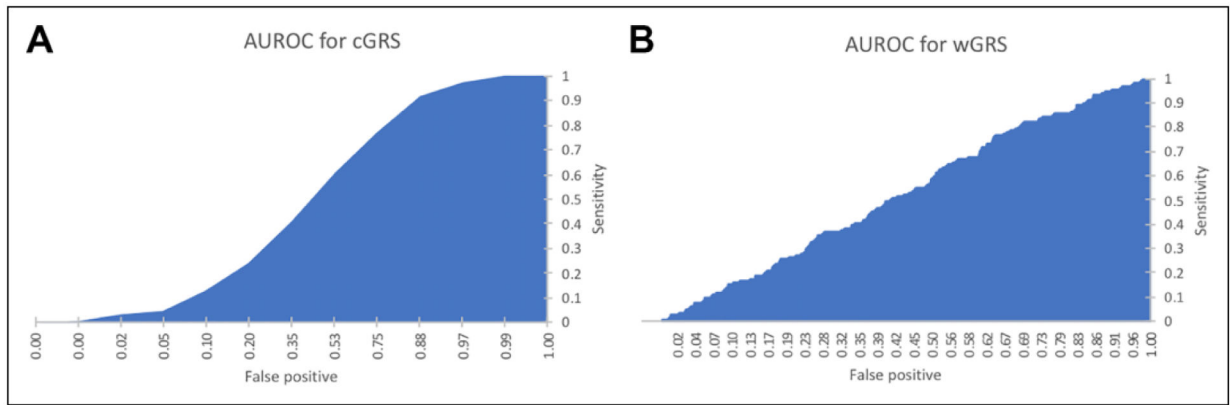 A
AUROC for cGRS
1
0.9
0.8
0.7
0.6
0.5
0.4
0.3
0.2
0.1
0
Sensitivity
0.00 0.00 0.02 0.05 0.10 0.20 0.35 0.53 0.75 0.88 0.97 0.99 1.00
False positive
B
AUROC for wGRS
1
0.9
0.8
0.7
0.6
0.5
0.4
0.3
0.2
0.1
0
Sensitivity
0.02 0.04 0.07 0.10 0.13 0.17 0.19 0.23 0.28 0.32 0.35 0.39 0.42 0.45 0.50 0.56 0.58 0.62 0.67 0.69 0.73 0.79 0.83 0.86 0.91 0.96 1.00
False positive